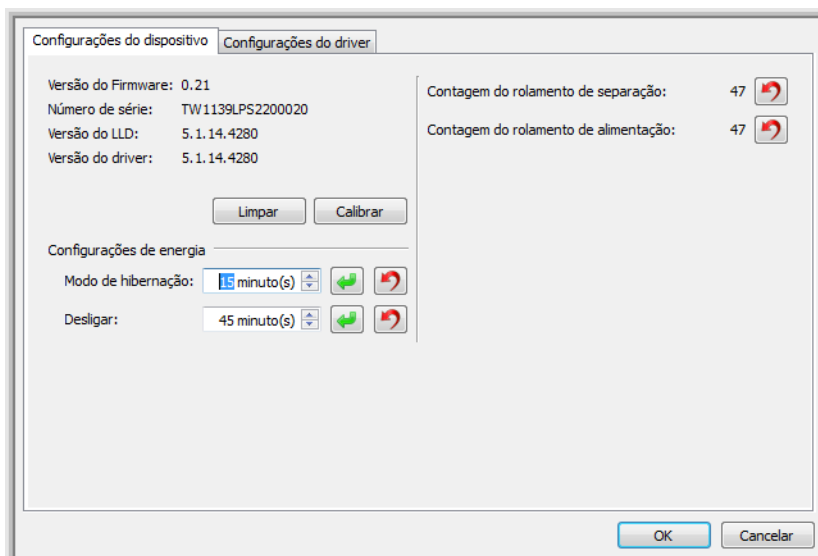 Configurações do dispositivo
Configurações do driver
Versão do Firmware: 0.21
Número de série: TW1139LPS2200020
Versão do LLD: 5.1.14.4280
Versão do driver: 5.1.14.4280
Limpar
Calibrar
Configurações de energia
Modo de hibernação: 15 minuto(s)
Desligar: 45 minuto(s)
Contagem do rolamento de separação: 47
Contagem do rolamento de alimentação: 47
OK
Cancelar